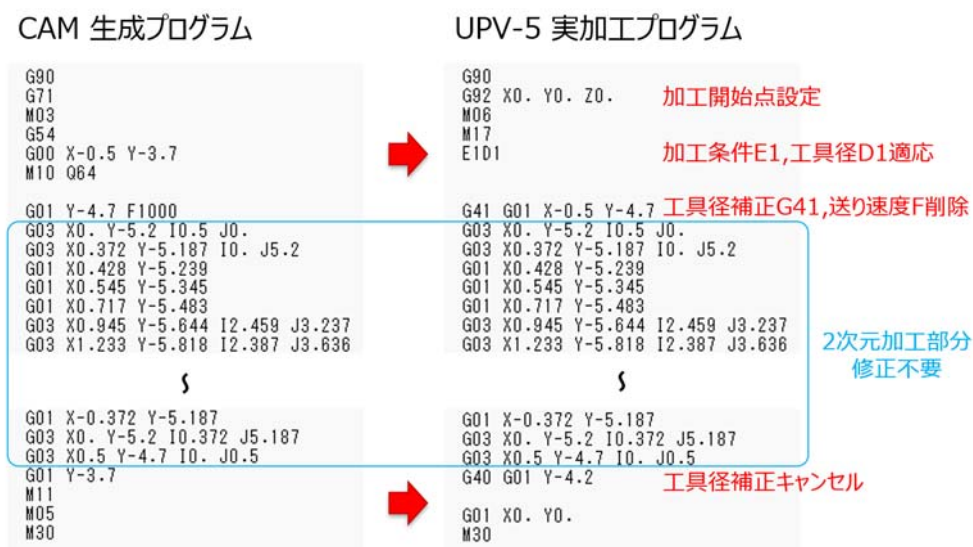 CAM 生成プログラム
G90
G71
M03
G54
G00 X-0.5 Y-3.7
M10 Q64
G01 Y-4.7 F1000
G03 X0. Y-5.2 I0.5 J0.
G03 X0.372 Y-5.187 I0. J5.2
G01 X0.428 Y-5.239
G01 X0.545 Y-5.345
G01 X0.717 Y-5.483
G03 X0.945 Y-5.644 I2.459 J3.237
G03 X1.233 Y-5.818 I2.387 J3.636
G01 X-0.372 Y-5.187
G03 X0. Y-5.2 I0.372 J5.187
G03 X0.5 Y-4.7 I0. J0.5
G01 Y-3.7
M11
M05
M30
UPV-5 実加工プログラム
G90
G92 X0. Y0. Z0. 加工開始点設定
M06
M17
E1D1 加工条件E1,工具径D1適応
G41 G01 X-0.5 Y-4.7 工具径補正G41,送り速度F削除
G03 X0. Y-5.2 I0.5 J0.
G03 X0.372 Y-5.187 I0. J5.2
G01 X0.428 Y-5.239
G01 X0.545 Y-5.345
G01 X0.717 Y-5.483
G03 X0.945 Y-5.644 I2.459 J3.237
G03 X1.233 Y-5.818 I2.387 J3.636
2次元加工部分
修正不要
G01 X-0.372 Y-5.187
G03 X0. Y-5.2 I0.372 J5.187
G03 X0.5 Y-4.7 I0. J0.5
G40 G01 Y-4.2 工具径補正キャンセル
G01 X0. Y0.
M30